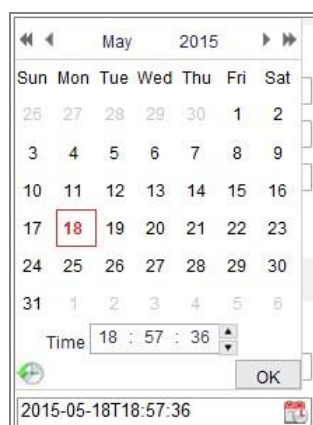 May 2015
Sun Mon Tue Wed Thu Fri Sat
26 27 28 29 30 1 2
3 4 5 6 7 8 9
10 11 12 13 14 15 16
17 18 19 20 21 22 23
24 25 26 27 28 29 30
31 1 2 3 4 5 6
Time 18 : 57 : 36
OK
2015-05-18T18:57:36